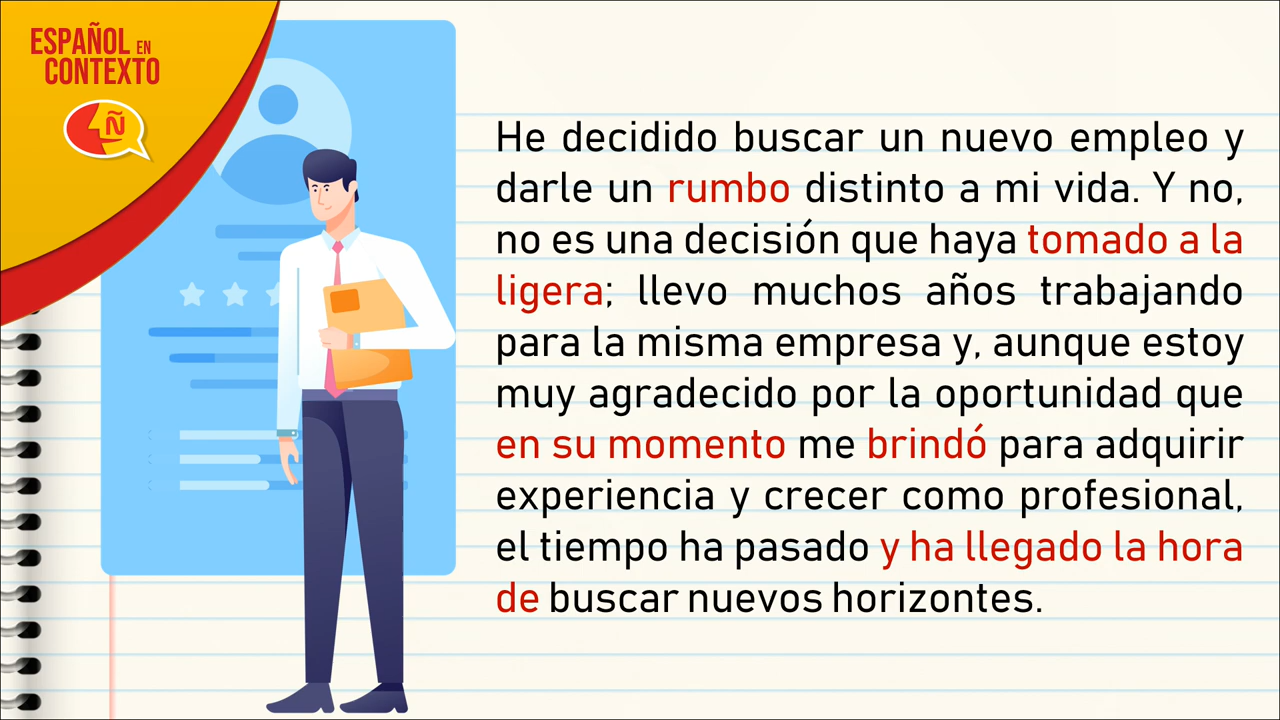 ESPAÑOL EN
CONTEXTO
Ñ
He decidido buscar un nuevo empleo y
darle un rumbo distinto a mi vida. Y no,
no es una decisión que haya tomado a la
ligera; llevo muchos años trabajando
para la misma empresa y, aunque estoy
muy agradecido por la oportunidad que
en su momento me brindó para adquirir
experiencia y crecer como profesional,
el tiempo ha pasado y ha llegado la hora
de buscar nuevos horizontes.